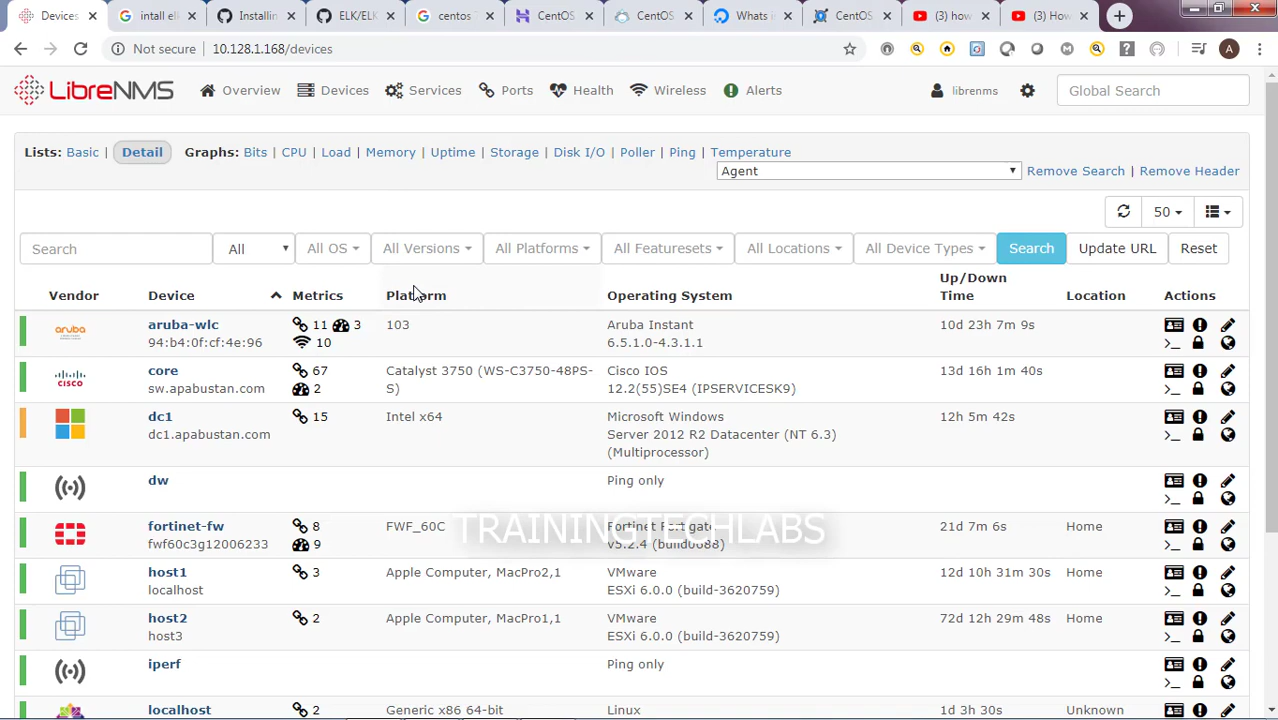 Devices
intall el
Installin
ELK/ELK
centos 7
CentOS
CentOS
Whats i
CentOS
(3) how
(3) How
Not secure 10.128.1.168/devices
A
LibreNMS Overview Devices Services Ports Health Wireless Alerts librenms Global Search
Lists: Basic | Detail Graphs: Bits | CPU | Load | Memory | Uptime | Storage | Disk I/O | Poller | Ping | Temperature
Agent Remove Search | Remove Header
50
Search All All OS All Versions All Platforms All Featuresets All Locations All Device Types Search Update URL Reset
Vendor Device Metrics Platform Operating System Up/Down Time Location Actions
aruba aruba-wlc 11 3 103 Aruba Instant 10d 23h 7m 9s
94:b4:0f:cf:4e:96 10 6.5.1.0-4.3.1.1
cisco core 67 Catalyst 3750 (WS-C3750-48PS- Cisco IOS 13d 16h 1m 40s
sw.apabustan.com 2 S) 12.2(55)SE4 (IPSERVICESK9)
dc1 15 Intel x64 Microsoft Windows 12h 5m 42s
dc1.apabustan.com Server 2012 R2 Datacenter (NT 6.3)
(Multiprocessor)
dw Ping only
fortinet-fw 8 FWF_60C Fortinet Fortigate 21d 7m 6s Home
fwf60c3g12006233 9 v5.2.4 (build0688)
TRAININGTECHLABS
host1 3 Apple Computer, MacPro2,1 VMware 12d 10h 31m 30s Home
localhost ESXi 6.0.0 (build-3620759)
host2 2 Apple Computer, MacPro1,1 VMware 72d 12h 29m 48s Home
host3 ESXi 6.0.0 (build-3620759)
iperf Ping only
localhost 2 Generic x86 64-bit Linux 1d 3h 30s Unknown